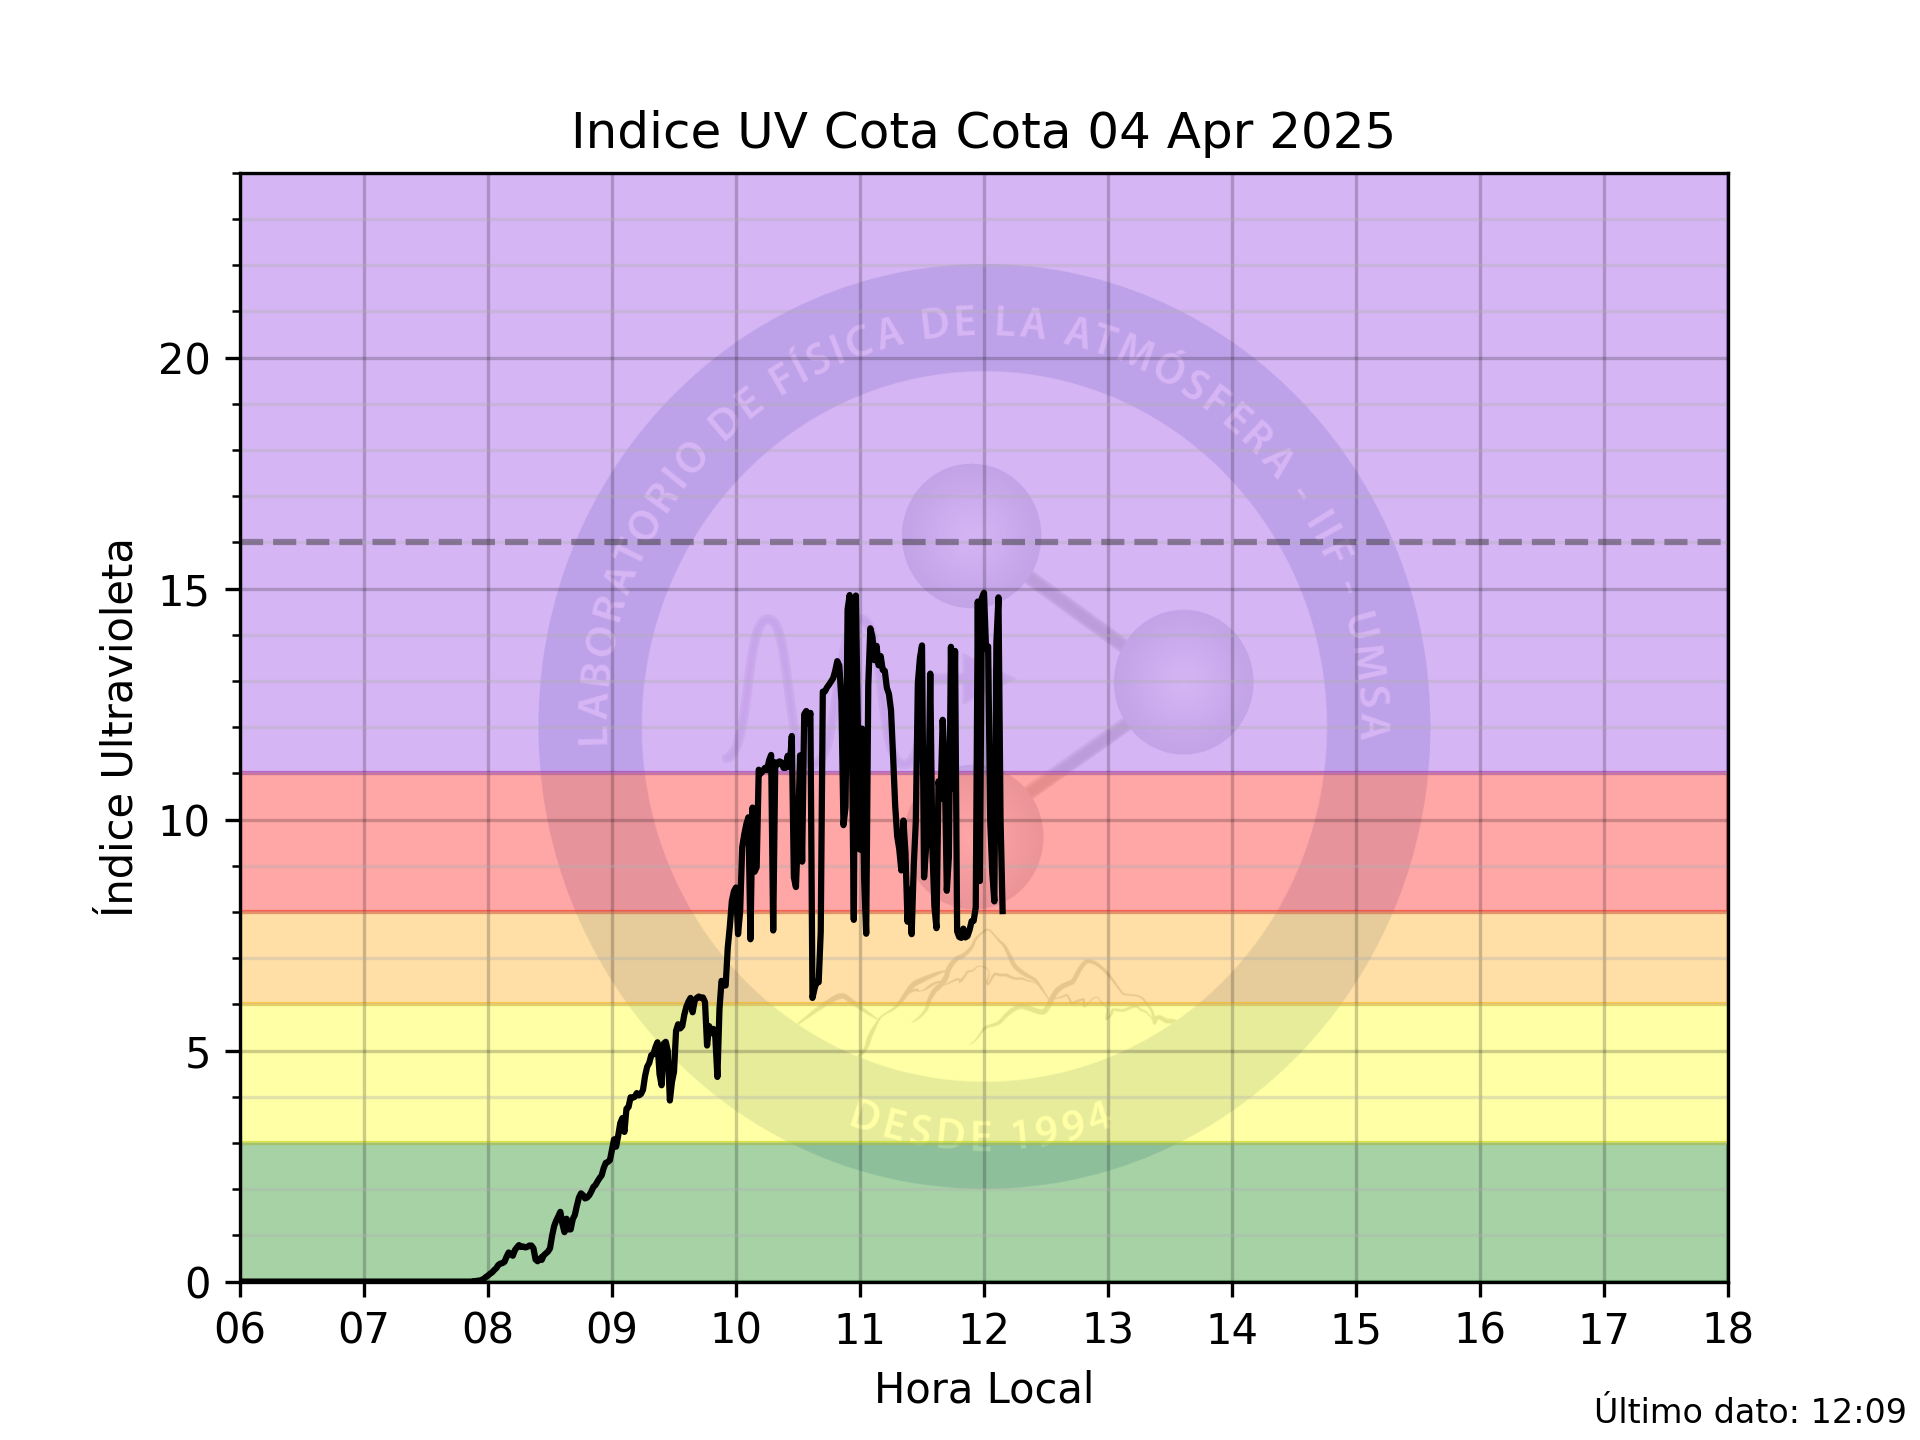 Indice UV Cota Cota 04 Apr 2025
LABORATORIO DE FÍSICA DE LA ATMÓSFERA - IIF - UMSA
DESDE 1994
Índice Ultravioleta
20
15
10
5
0
06 07 08 09 10 11 12 13 14 15 16 17 18
Hora Local
Último dato: 12:09